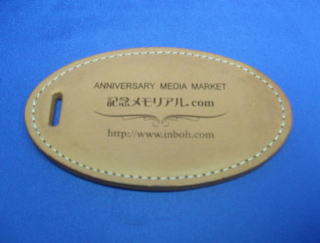 ANNIVERSARY MEDIA MARKET
記念メモリアル.com
http://www.inboh.com